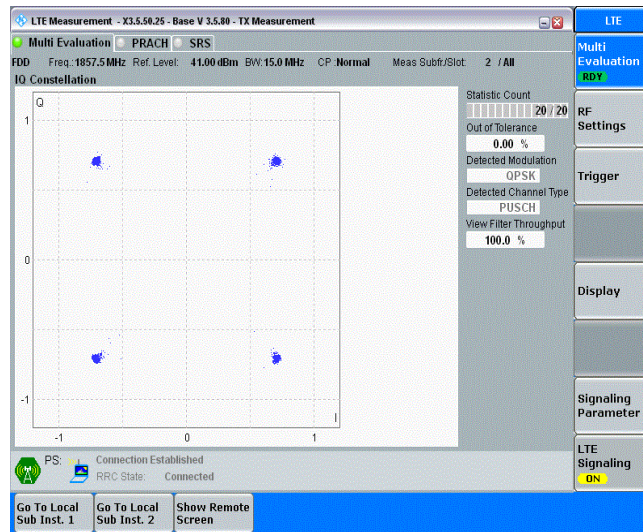 LTE Measurement - X3.5.50.25 - Base V 3.5.80 - TX Measurement
LTE
Multi Evaluation PRACH SRS
Multi
Evaluation
RDY
FDD Freq.:1857.5 MHz Ref. Level: 41.00 dBm BW:15.0 MHz CP:Normal Meas Subfr./Slot: 2 / All
IQ Constellation
Q
1
0
-1
-1 0 1
I
Statistic Count
20 / 20
Out of Tolerance
0.00 %
Detected Modulation
QPSK
Detected Channel Type
PUSCH
View Filter Throughput
100.0 %
RF
Settings
Trigger
Display
Signaling
Parameter
LTE
Signaling
ON
PS: Connection Established
RRC State: Connected
Go To Local
Sub Inst. 1
Go To Local
Sub Inst. 2
Show Remote
Screen